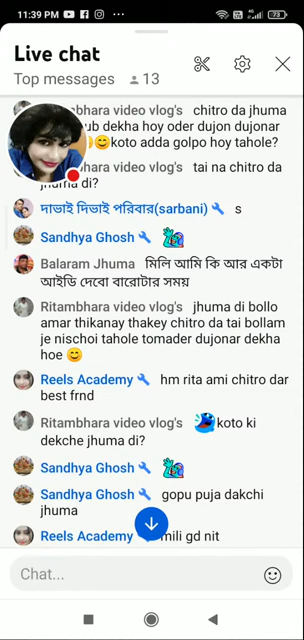 11:39 PM
73
Live chat
Top messages 13
Ritambhara video vlog's chitro da jhuma
dekha hoy oder dujon dujonar
koto adda golpo hoy tahole?
vlog's tai na chitro da
di?
দাভাই দিভাই পরিবার(sarbani) s
Sandhya Ghosh
Balaram Jhuma মিলি আমি কি আর একটা
আইডি দেবো বারোটার সময়
Ritambhara video vlog's jhuma di bollo
amar thikanay thakey chitro da tai bollam
je nischoi tahole tomader dujonar dekha
hoe
Reels Academy hm rita ami chitro dar
best frnd
Ritambhara video vlog's koto ki
dekche jhuma di?
Sandhya Ghosh
Sandhya Ghosh gopu puja dakchi
jhuma
Reels Academy mili gd nit
Chat...